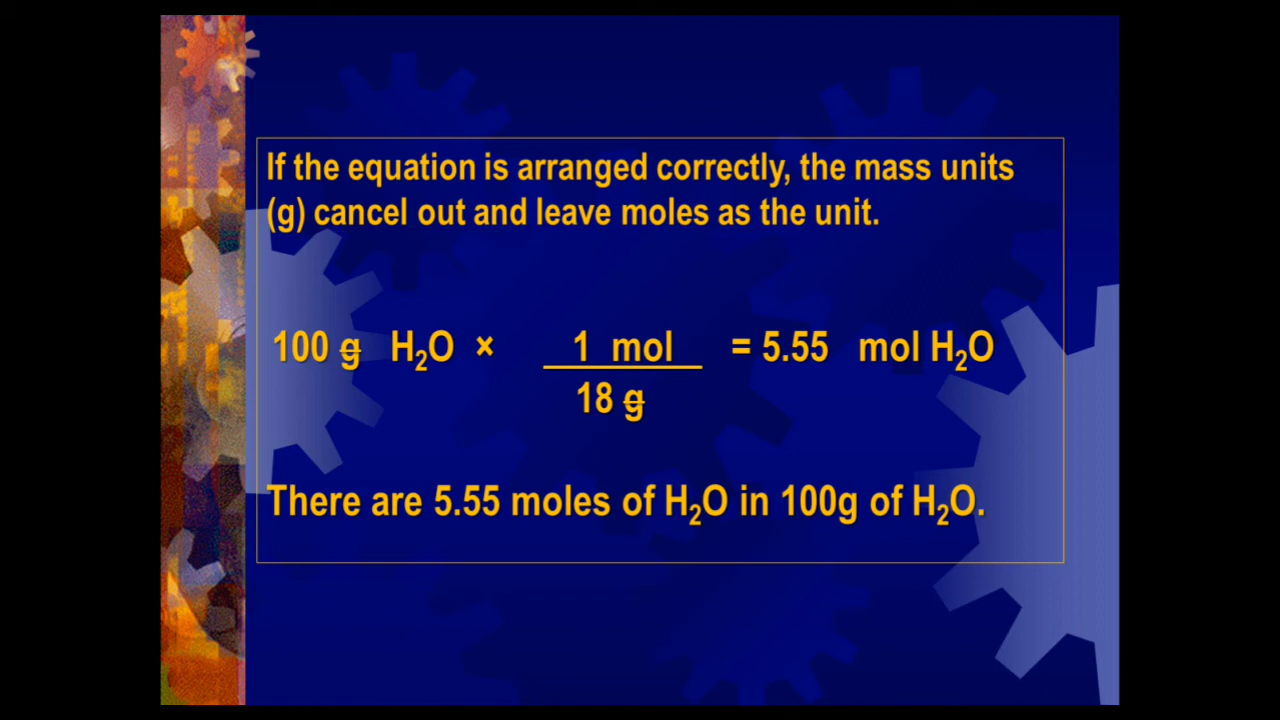 If the equation is arranged correctly, the mass units
(g) cancel out and leave moles as the unit.
100 g H₂O × 1 mol = 5.55 mol H₂O
18 g
There are 5.55 moles of H₂O in 100g of H₂O.